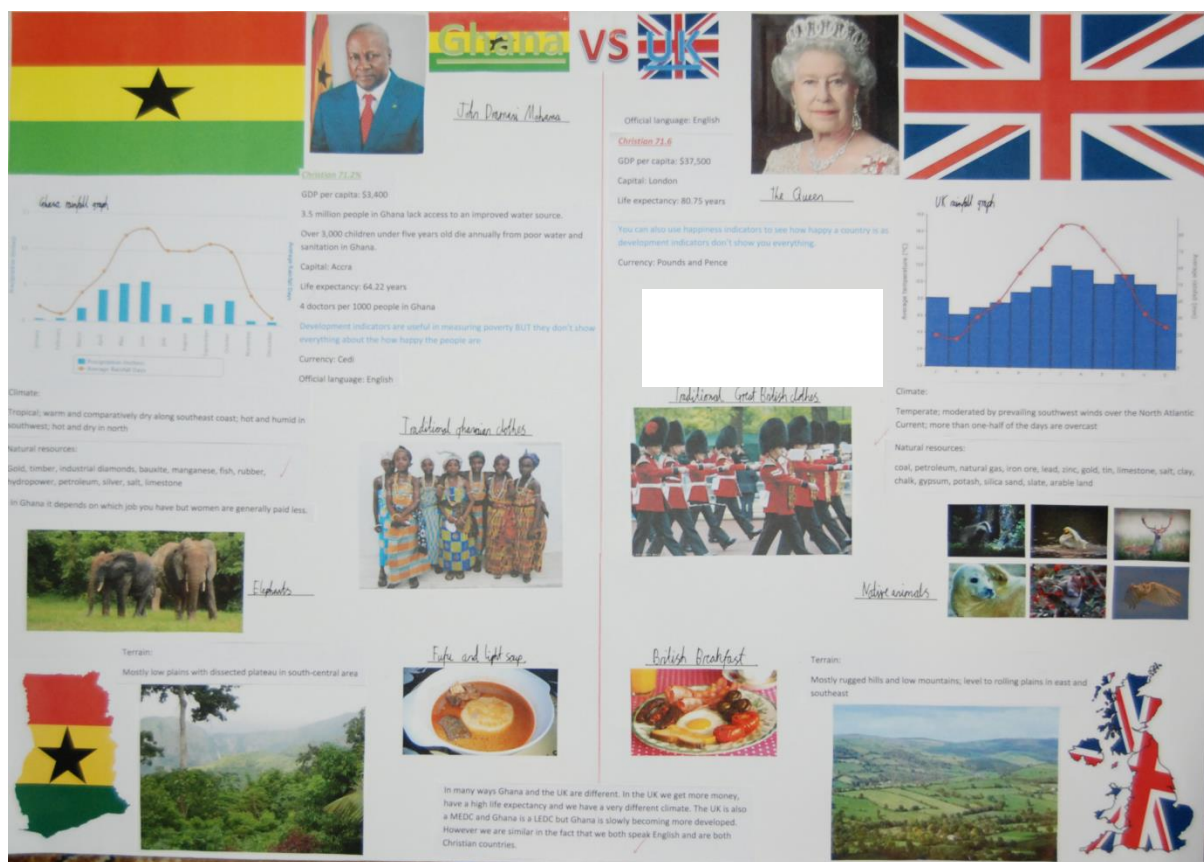 Ghana VS UK
John Dramani Mahama
Christian 71.2%
GDP per capita: $3,400
3.5 million people in Ghana lack access to an improved water source.
Over 3,000 children under five years old die annually from poor water and
sanitation in Ghana.
Capital: Accra
Life expectancy: 64.22 years
4 doctors per 1000 people in Ghana
Development indicators are useful in measuring poverty BUT they don't show
everything about the how happy the people are
Currency: Cedi
Official language: English
Ghana rainfall graph
Average Rainfall Days
Climate:
Tropical; warm and comparatively dry along southeast coast; hot and humid in
southwest; hot and dry in north
Natural resources:
Gold, timber, industrial diamonds, bauxite, manganese, fish, rubber,
hydropower, petroleum, silver, salt, limestone
In Ghana it depends on which job you have but women are generally paid less.
Traditional ghanaian clothes
Elephants
Terrain:
Mostly low plains with dissected plateau in south-central area
Fufu and light soup
Official language: English
Christian 71.6
GDP per capita: $37,500
Capital: London
Life expectancy: 80.75 years
The Queen
You can also use happiness indicators to see how happy a country is as
development indicators don't show you everything.
Currency: Pounds and Pence
UK rainfall graph
Average temperature (°C)
Average rainfall (mm)
Traditional Great British clothes
Climate:
Temperate; moderated by prevailing southwest winds over the North Atlantic
Current; more than one-half of the days are overcast
Natural resources:
coal, petroleum, natural gas, iron ore, lead, zinc, gold, tin, limestone, salt, clay,
chalk, gypsum, potash, silica sand, slate, arable land
Native animals
British Breakfast
Terrain:
Mostly rugged hills and low mountains; level to rolling plains in east and
southeast
In many ways Ghana and the UK are different. In the UK we get more money,
have a high life expectancy and we have a very different climate. The UK is also
a MEDC and Ghana is a LEDC but Ghana is slowly becoming more developed.
However we are similar in the fact that we both speak English and are both
Christian countries.